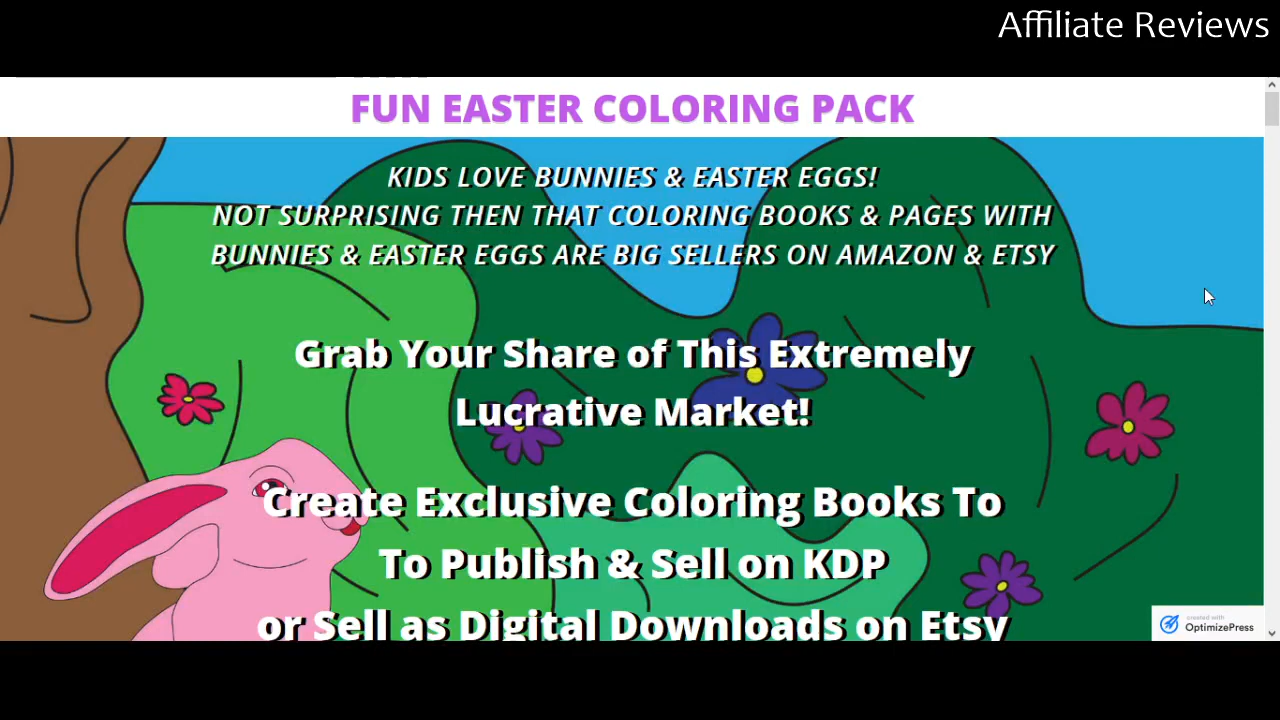 Affiliate Reviews
FUN EASTER COLORING PACK
KIDS LOVE BUNNIES & EASTER EGGS!
NOT SURPRISING THEN THAT COLORING BOOKS & PAGES WITH
BUNNIES & EASTER EGGS ARE BIG SELLERS ON AMAZON & ETSY
Grab Your Share of This Extremely
Lucrative Market!
Create Exclusive Coloring Books To
To Publish & Sell on KDP
or Sell as Digital Downloads on Etsy
created with
OptimizePress